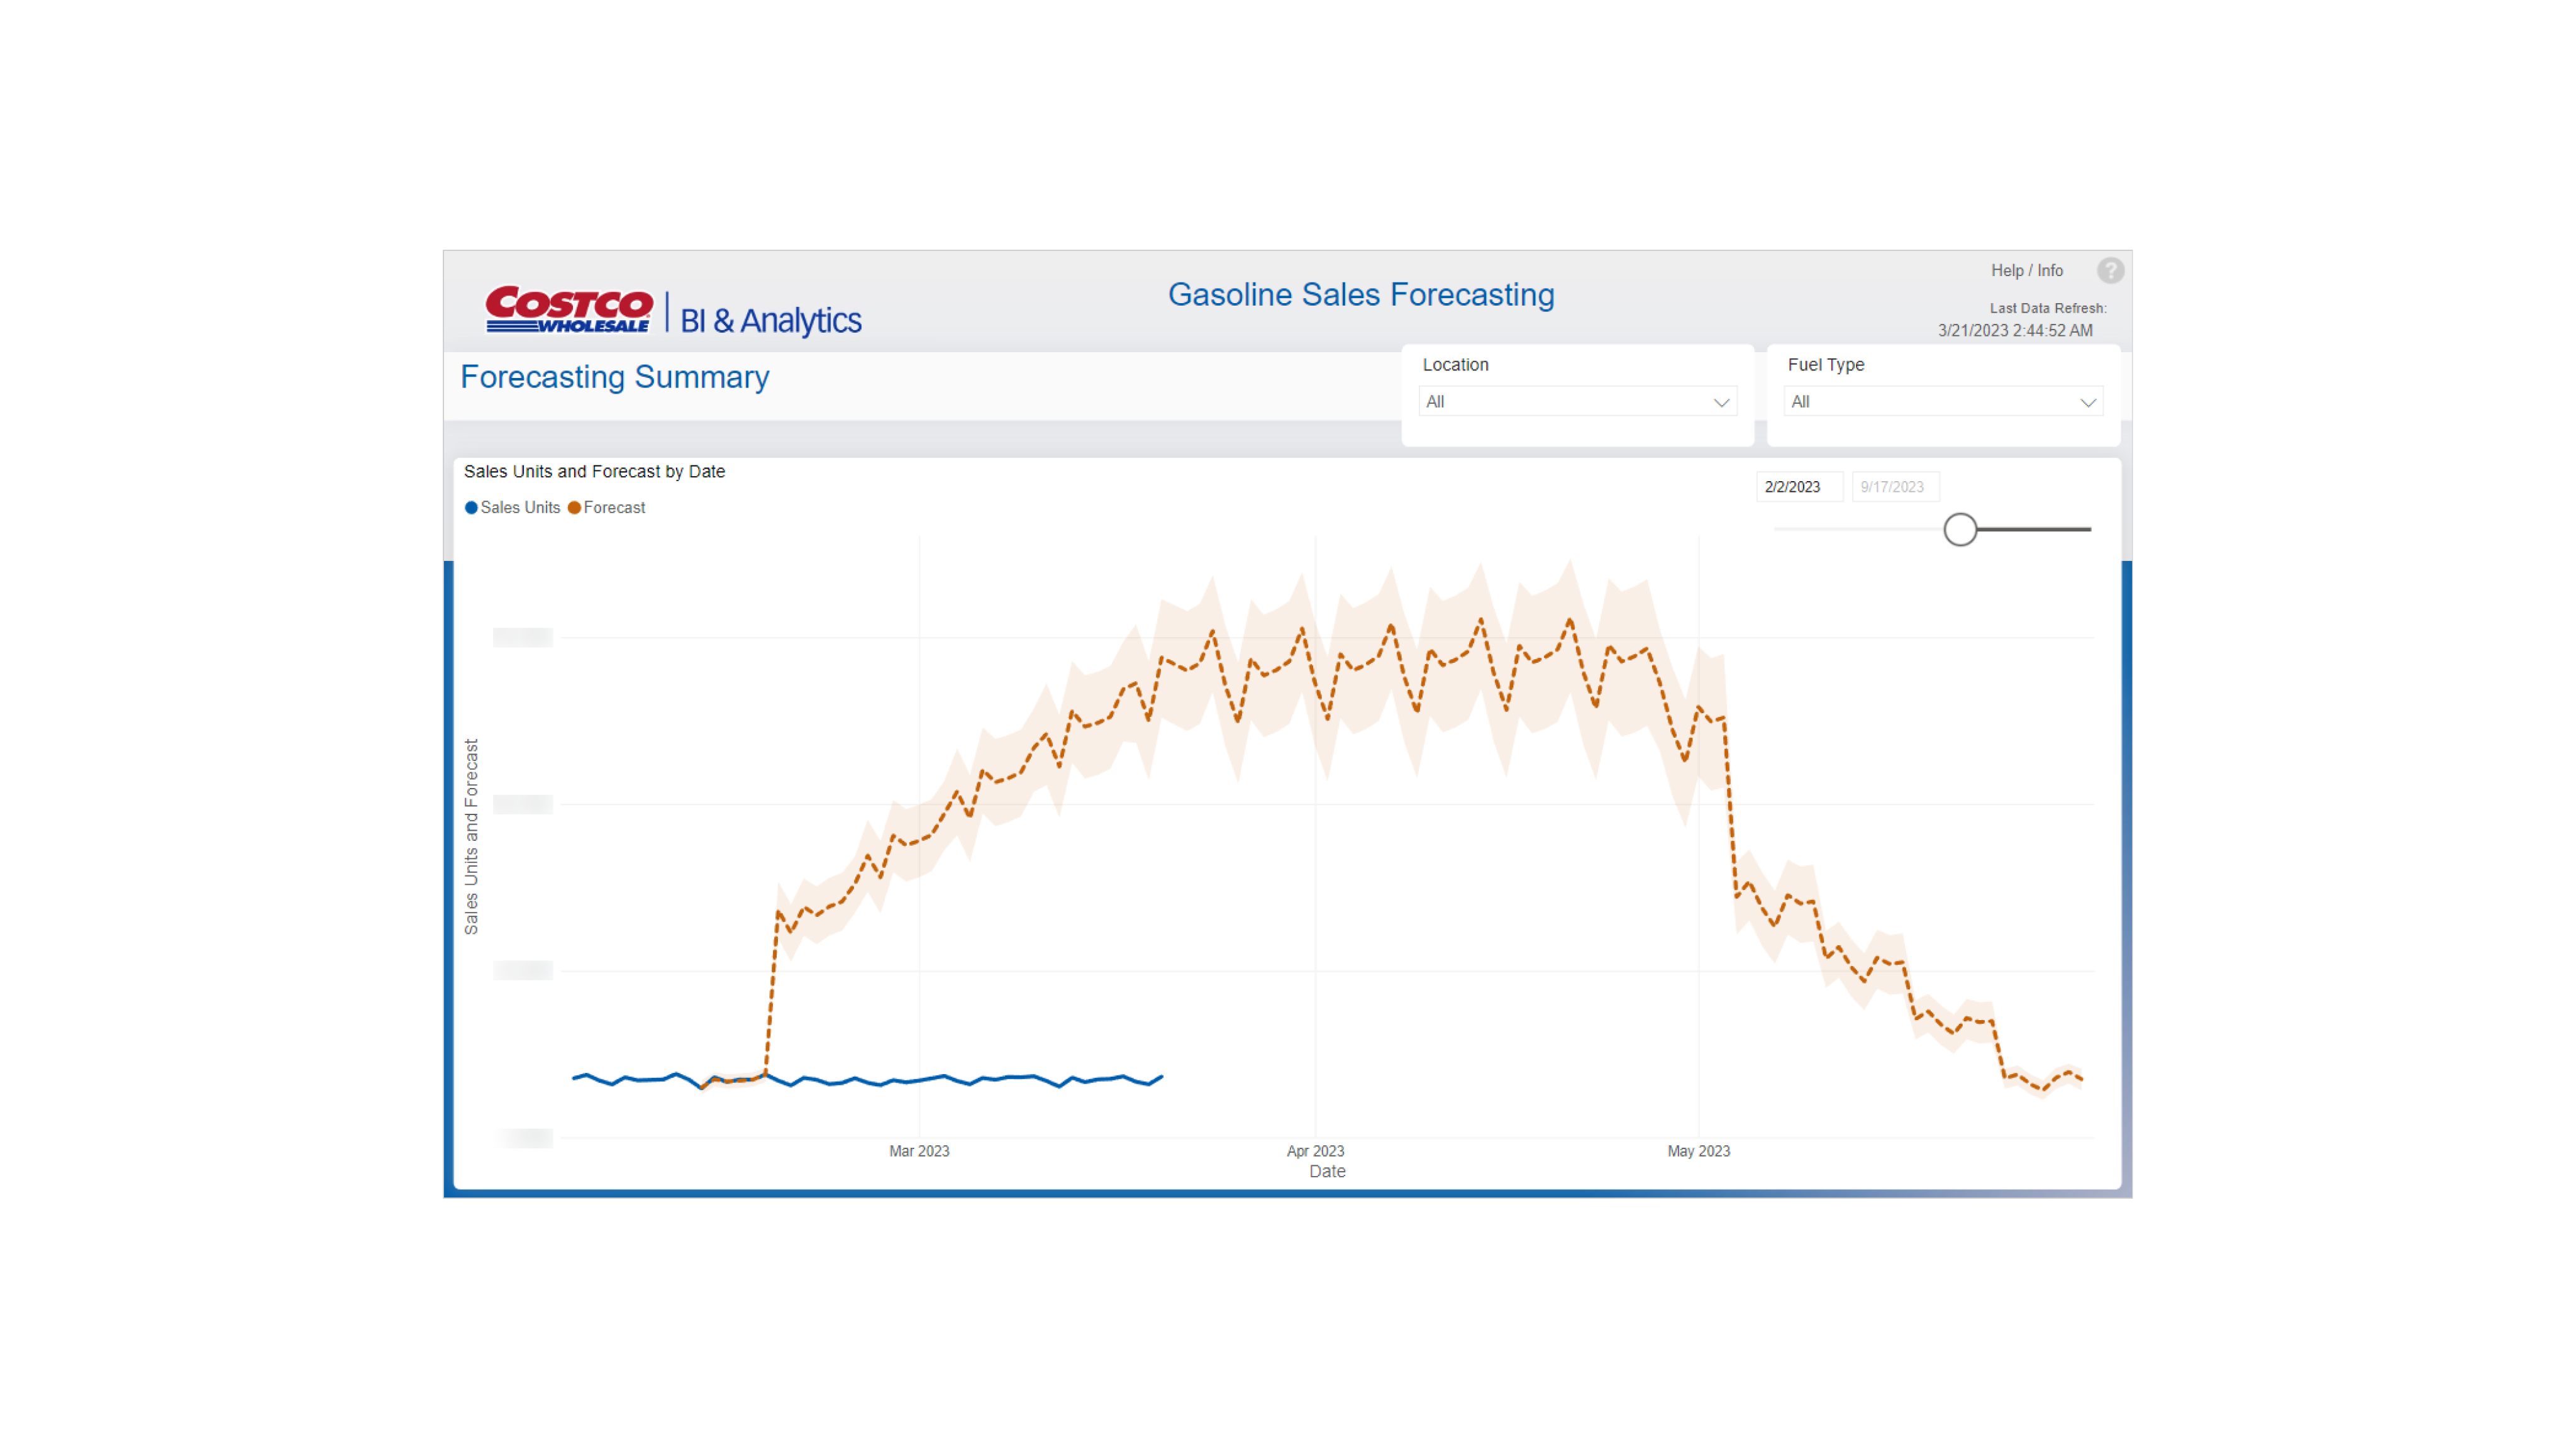 COSTCO
WHOLESALE
BI & Analytics
Gasoline Sales Forecasting
Help / Info
?
Last Data Refresh:
3/21/2023 2:44:52 AM
Forecasting Summary
Location
All
Fuel Type
All
Sales Units and Forecast by Date
Sales Units
Forecast
2/2/2023
9/17/2023
Sales Units and Forecast
Mar 2023
Apr 2023
May 2023
Date